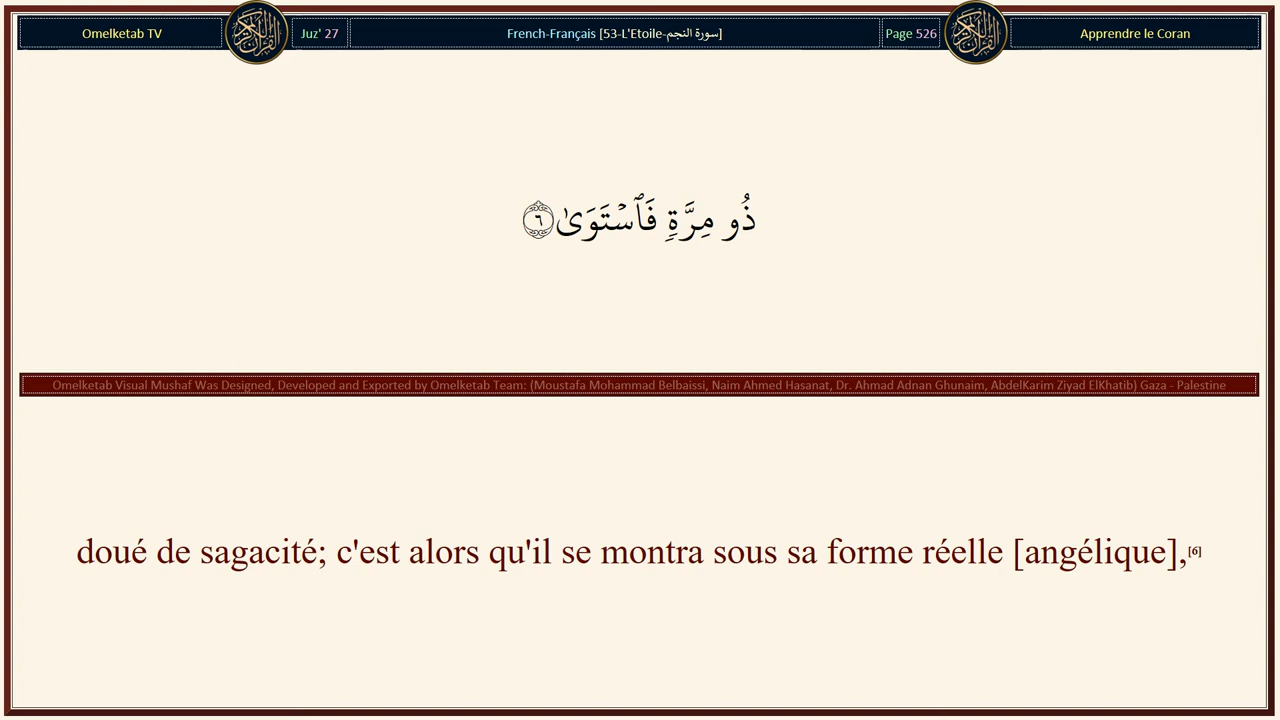 Omelketab TV
Juz' 27
French-Français [53-L'Etoile-سورة النجم]
Page 526
Apprendre le Coran
ذُو مِرَّةٖ فَٱسۡتَوَىٰ ٦
Omelketab Visual Mushaf Was Designed, Developed and Exported by Omelketab Team: (Moustafa Mohammad Belbaissi, Naim Ahmed Hasanat, Dr. Ahmad Adnan Ghunaim, AbdelKarim Ziyad ElKhatib) Gaza - Palestine
doué de sagacité; c'est alors qu'il se montra sous sa forme réelle [angélique],[6]